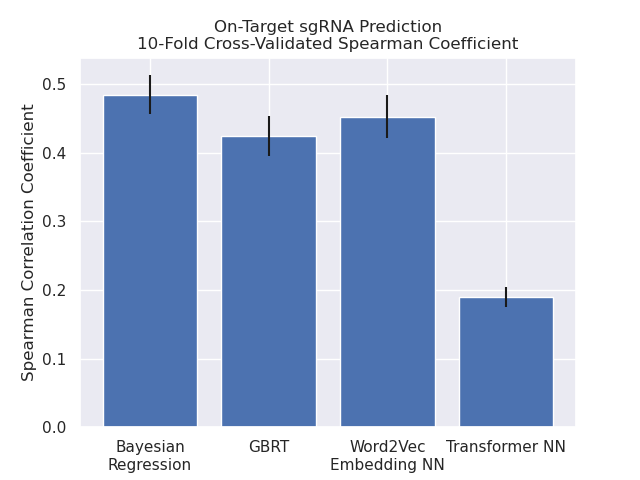 On-Target sgRNA Prediction
10-Fold Cross-Validated Spearman Coefficient
Spearman Correlation Coefficient
0.5
0.4
0.3
0.2
0.1
0.0
Bayesian
Regression
GBRT
Word2Vec
Embedding NN
Transformer NN